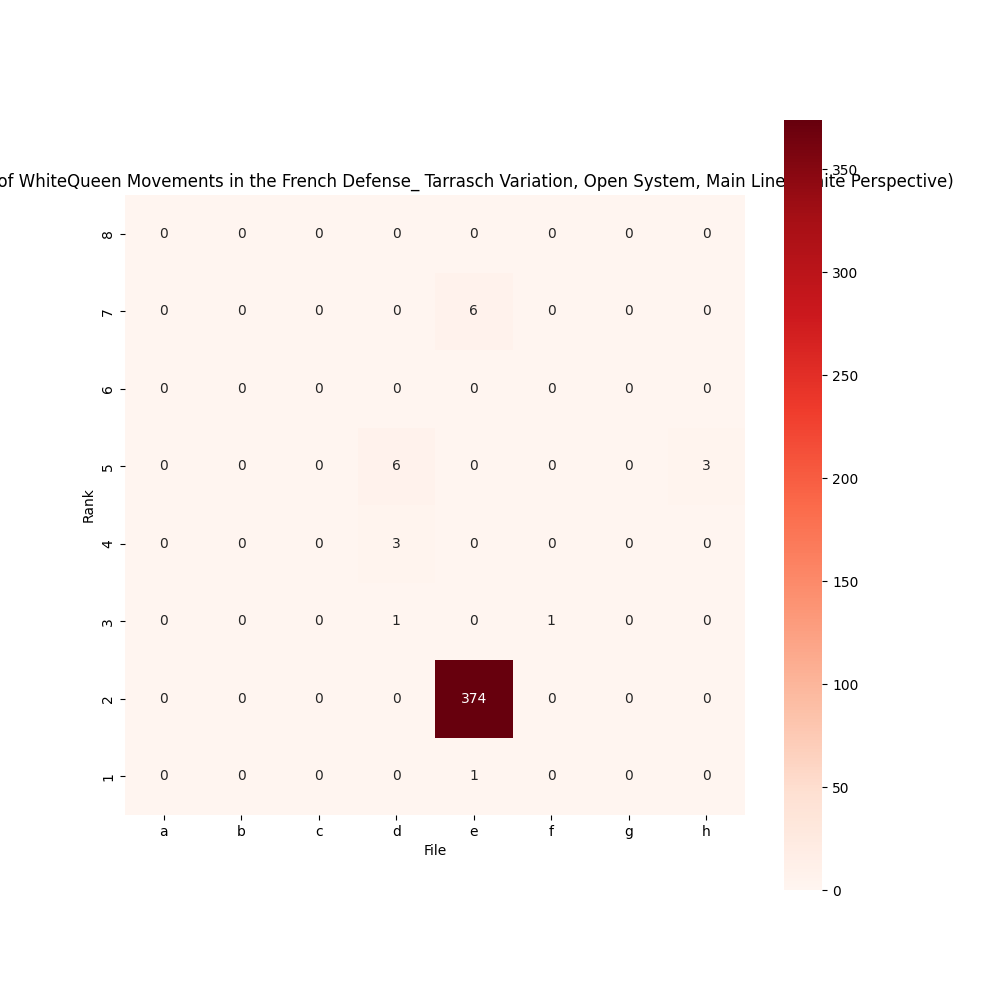 of WhiteQueen Movements in the French Defense_ Tarrasch Variation, Open System, Main Line Perspective)
8 0 0 0 0 0 0 0 0
7 0 0 0 0 6 0 0 0
6 0 0 0 0 0 0 0 0
5 0 0 0 6 0 0 0 3
4 0 0 0 3 0 0 0 0
3 0 0 0 1 0 1 0 0
2 0 0 0 0 374 0 0 0
1 0 0 0 0 1 0 0 0
a b c d e f g h
File
Rank
350
300
250
200
150
100
50
0